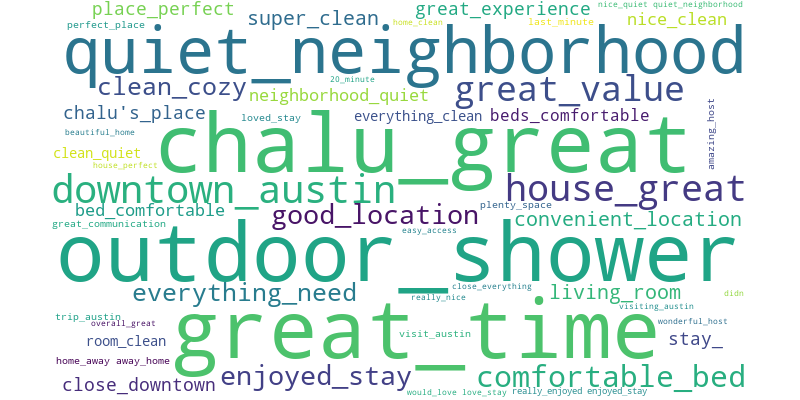 place_perfect great_experience nice_quiet quiet_neighborhood
super_clean nice_clean
perfect_place home_clean last_minute
quiet_neighborhood
20_minute
clean_cozy great_value
neighborhood_quiet
chalu's_place loved_stay everything_clean beds_comfortable
beautiful_home
chalu_great
amazing_host
clean_quiet
house_perfect
downtown_austin house_great
bed_comfortable good_location plenty_space
great_communication convenient_location
easy_access
outdoor_shower
close_everything
everything_need really_nice living_room didn
visiting_austin
trip_austin great_time wonderful_host
overall_great
room_clean visit_austin stay_
home_away away_home
close_downtown enjoyed_stay comfortable_bed
would_love love_stay really_enjoyed enjoyed_stay